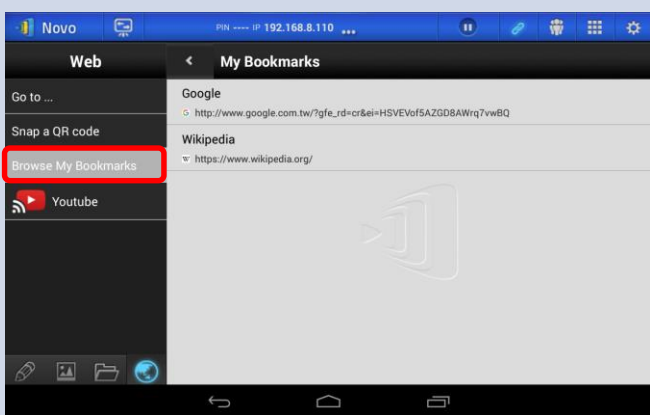 Novo
PIN ---- IP 192.168.8.110 ...
Web
My Bookmarks
Go to ...
Snap a QR code
Browse My Bookmarks
Youtube
Google
G http://www.google.com.tw/?gfe_rd=cr&ei=HSVEVof5AZGD8AWrq7vwBQ
Wikipedia
W https://www.wikipedia.org/